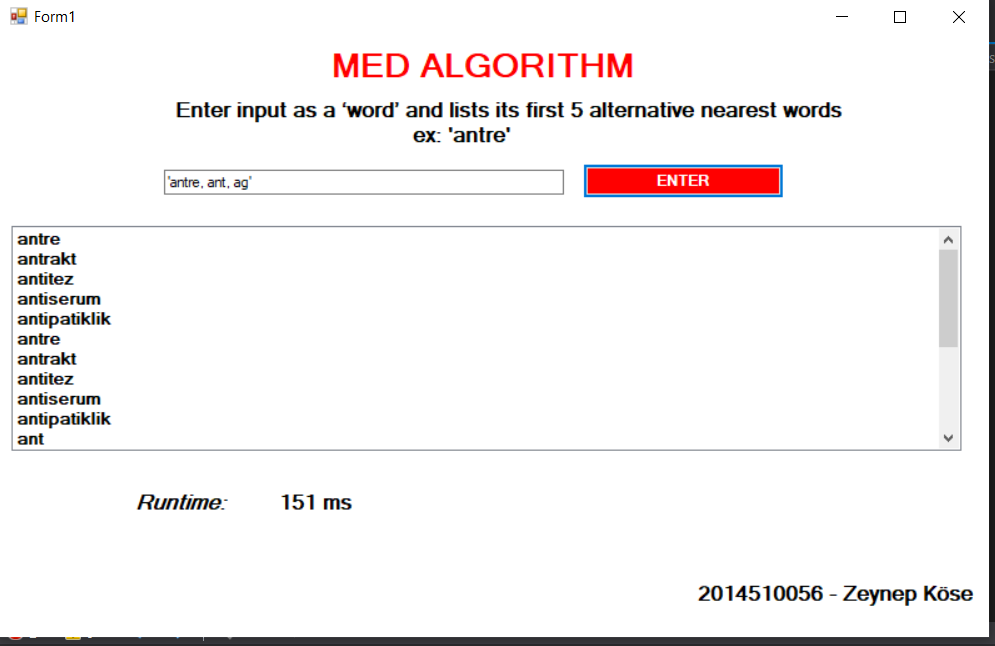 Form1
MED ALGORITHM
Enter input as a ‘word’ and lists its first 5 alternative nearest words
ex: 'antre'
'antre, ant, ag'
ENTER
antre
antrakt
antitez
antiserum
antipatiklik
antre
antrakt
antitez
antiserum
antipatiklik
ant
Runtime: 151 ms
2014510056 - Zeynep Köse